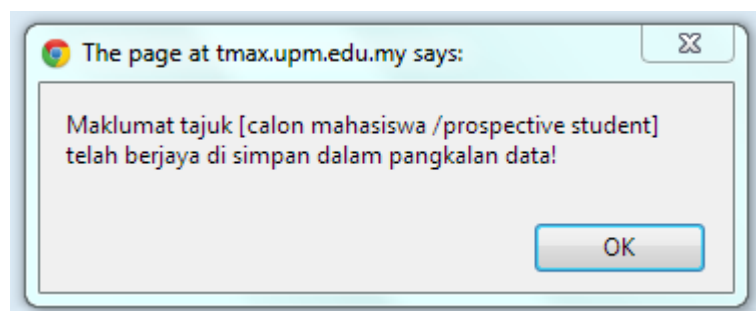 The page at tmax.upm.edu.my says:
Maklumat tajuk [calon mahasiswa /prospective student]
telah berjaya di simpan dalam pangkalan data!
OK